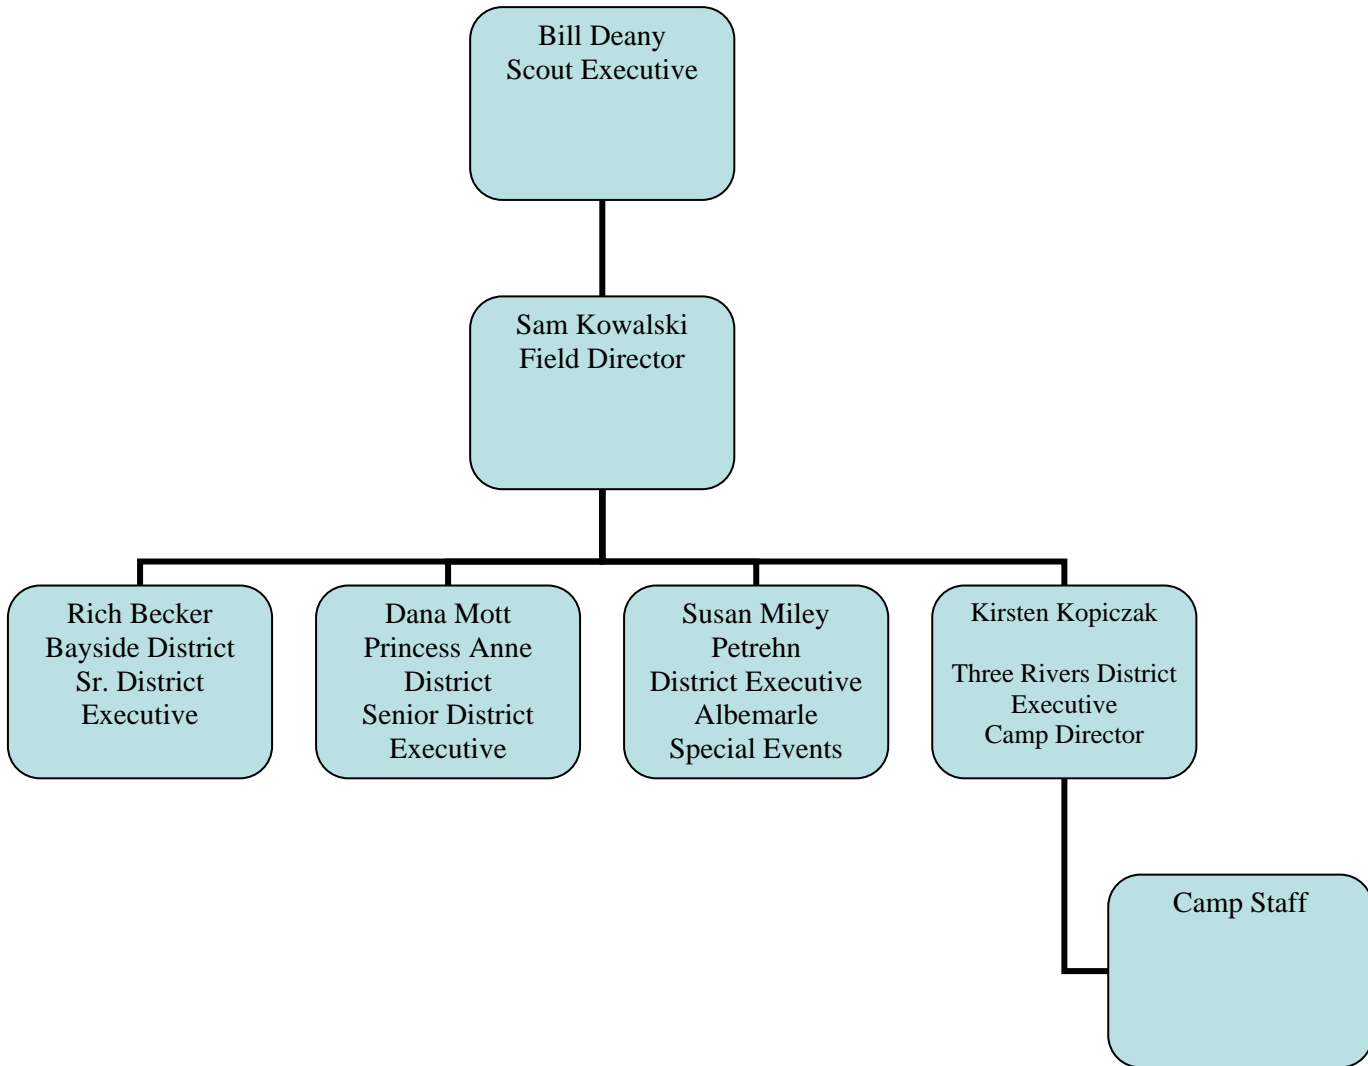 Bill Deany
Scout Executive
Sam Kowalski
Field Director
Rich Becker
Bayside District
Sr. District
Executive
Dana Mott
Princess Anne
District
Senior District
Executive
Susan Miley
Petrehn
District Executive
Albemarle
Special Events
Kirsten Kopiczak
Three Rivers District
Executive
Camp Director
Camp Staff